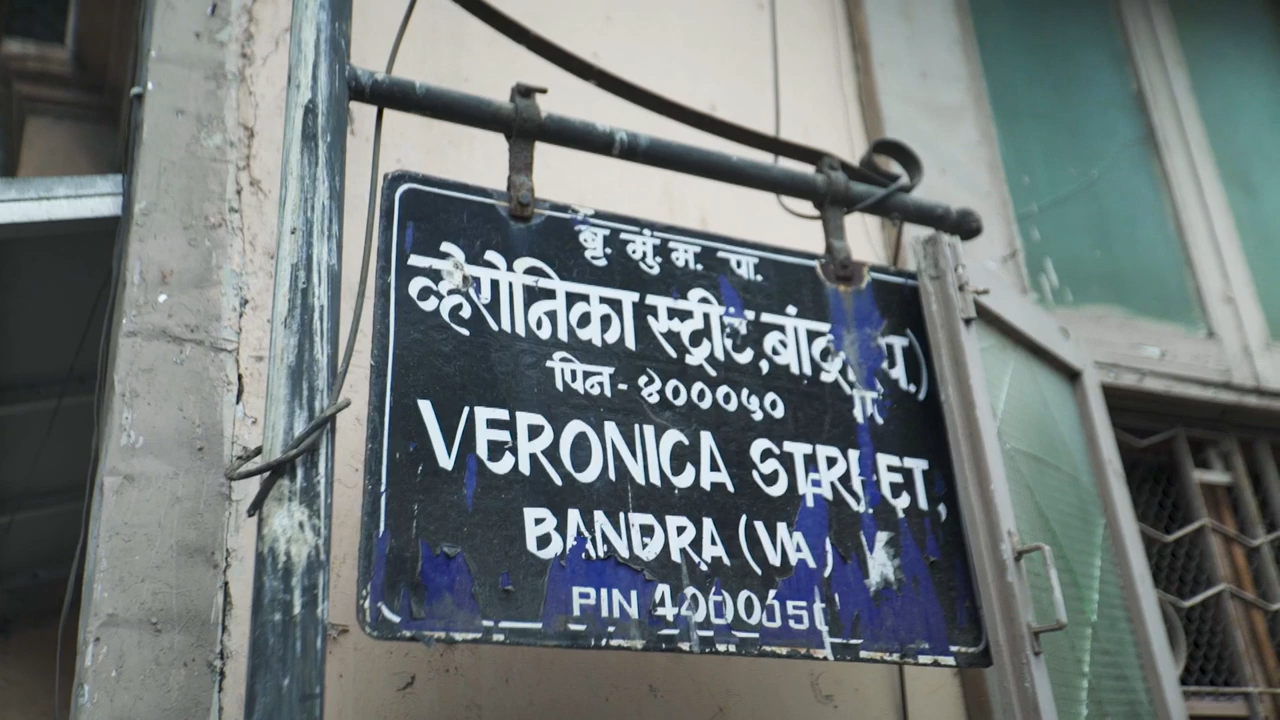 बृ. मुं. म. पा.
व्हेरोनिका स्ट्रीट, बांद्रा (प.)
पिन - ४०००५०
VERONICA STREET,
BANDRA (W)
PIN 400050